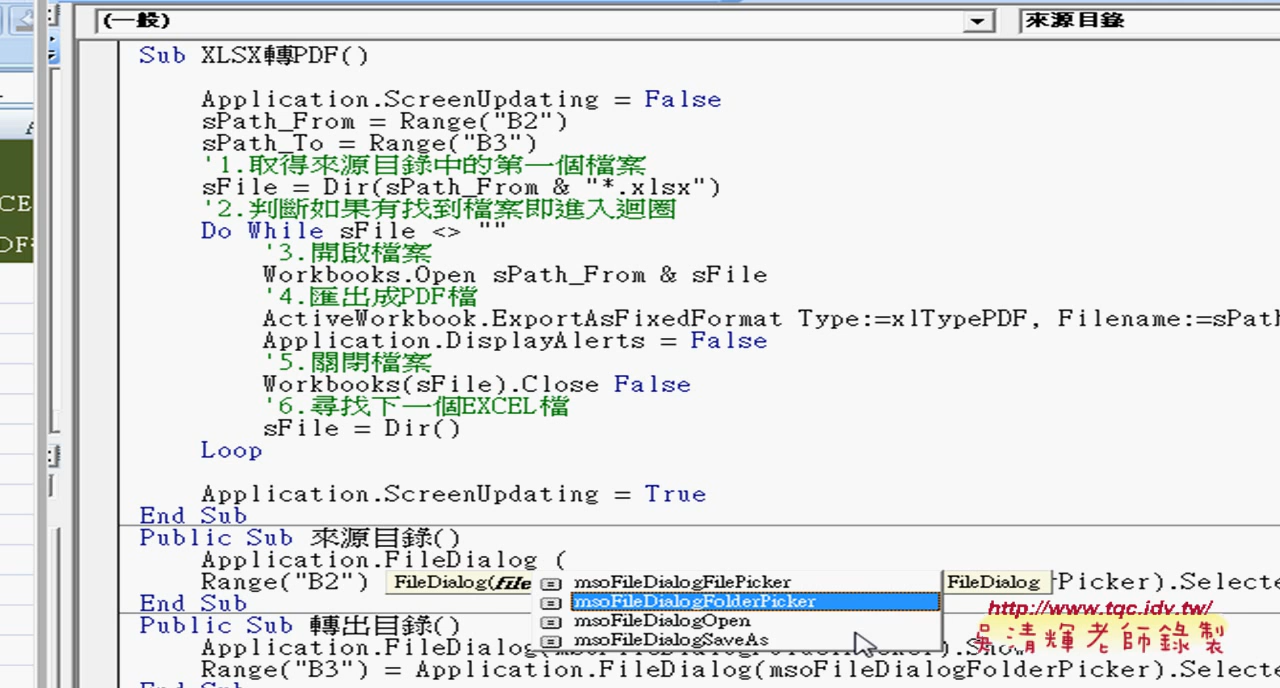 (一般)
來源目錄
Sub XLSX轉PDF()
Application.ScreenUpdating = False
sPath_From = Range("B2")
sPath_To = Range("B3")
'1.取得來源目錄中的第一個檔案
sFile = Dir(sPath_From & "*.xlsx")
'2.判斷如果有找到檔案即進入迴圈
Do While sFile <> ""
'3.開啟檔案
Workbooks.Open sPath_From & sFile
'4.匯出成PDF檔
ActiveWorkbook.ExportAsFixedFormat Type:=xlTypePDF, Filename:=sPath
Application.DisplayAlerts = False
'5.關閉檔案
Workbooks(sFile).Close False
'6.尋找下一個EXCEL檔
sFile = Dir()
Loop
Application.ScreenUpdating = True
End Sub
Public Sub 來源目錄()
Application.FileDialog (
Range("B2") FileDialog(file msoFileDialogFilePicker FileDialog Picker).Selecte
msoFileDialogFolderPicker
End Sub
msoFileDialogOpen
Public Sub 轉出目錄()
msoFileDialogSaveAs
Application.FileDialog
Range("B3") = Application.FileDialog(msoFileDialogFolderPicker).Selecte
http://www.tqc.idv.tw/
吳清輝老師錄製